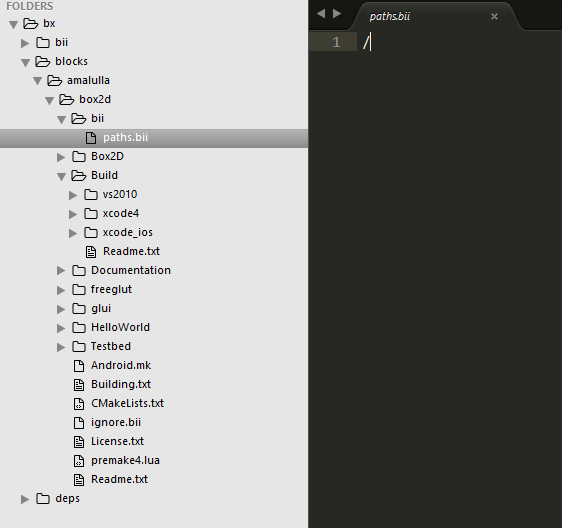 FOLDERS
bx
bii
blocks
amalulla
box2d
bii
paths.bii
Box2D
Build
vs2010
xcode4
xcode_ios
Readme.txt
Documentation
freeglut
glui
HelloWorld
Testbed
Android.mk
Building.txt
CMakeLists.txt
ignore.bii
License.txt
premake4.lua
Readme.txt
deps
paths.bii
1 /